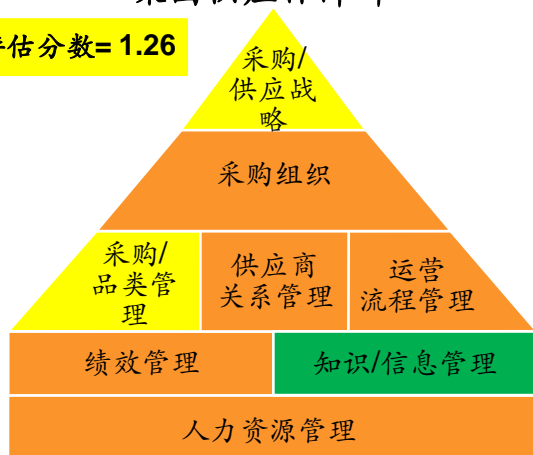 估分数= 1.26
采购/
供应战
略
采购组织
采购/
品类管
理
供应商
关系管理
运营
流程管理
绩效管理
知识/信息管理
人力资源管理